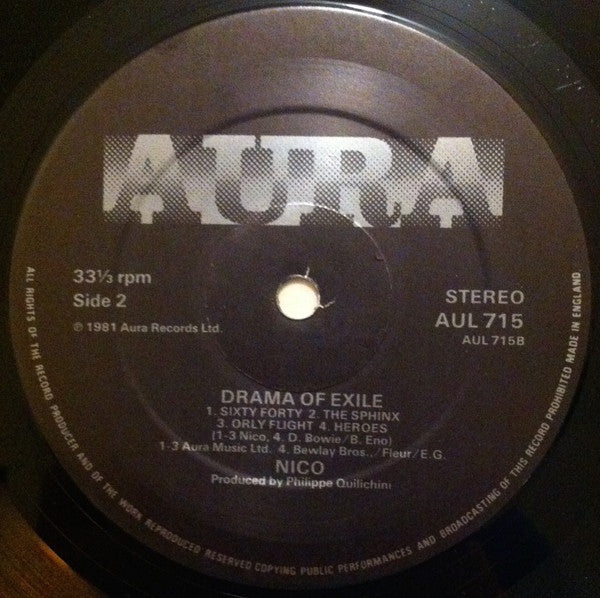 AURA
33⅓ rpm
Side 2
℗ 1981 Aura Records Ltd.
STEREO
AUL 715
AUL 715B
DRAMA OF EXILE
1. SIXTY FORTY 2. THE SPHINX
3. ORLY FLIGHT 4. HEROES
(1-3 Nico, 4. D. Bowie/B. Eno)
1-3 Aura Music Ltd. 4. Bewlay Bros../Fleur/E.G.
NICO
Produced by Philippe Quilichini
ALL RIGHTS OF THE RECORD PRODUCER AND OF THE WORK REPRODUCED RESERVED COPYING PUBLIC PERFORMANCES AND BROADCASTING OF THIS RECORD PROHIBITED MADE IN ENGLAND.